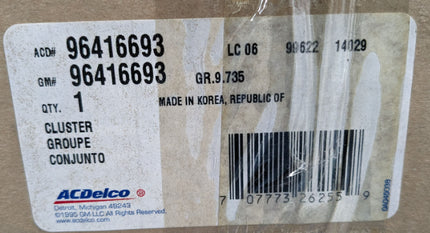 ACD# 96416693 LC 06 99622 14029
GM# 96416693 GR.9.735
QTY. 1 MADE IN KOREA, REPUBLIC OF
CLUSTER
GROUPE
CONJUNTO
ACDelco ®
Detroit, Michigan 48243
©1995 GM LLC All Rights Reserved.
7 07773 26255 9